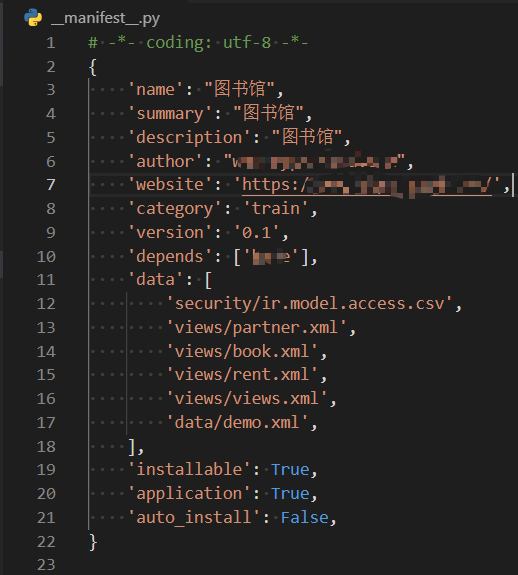 __manifest__.py
1 # -*- coding: utf-8 -*-
2 {
3 'name': "图书馆",
4 'summary': "图书馆",
5 'description': "图书馆",
6 'author': "
7 'website': 'https:/
8 'category': 'train',
9 'version': '0.1',
10 'depends': ['
11 'data': [
12 'security/ir.model.access.csv',
13 'views/partner.xml',
14 'views/book.xml',
15 'views/rent.xml',
16 'views/views.xml',
17 'data/demo.xml',
18 ],
19 'installable': True,
20 'application': True,
21 'auto_install': False,
22 }
23